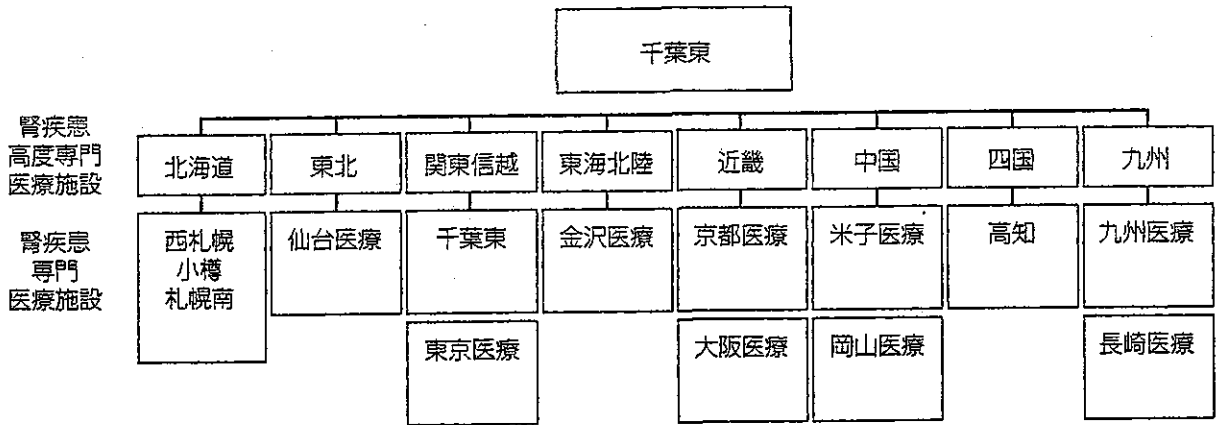 千葉東
腎疾患
高度専門
医療施設
北海道
東北
関東信越
東海北陸
近畿
中国
四国
九州
腎疾患
専門
医療施設
西札幌
小樽
札幌南
仙台医療
千葉東
金沢医療
京都医療
米子医療
高知
九州医療
東京医療
大阪医療
岡山医療
長崎医療